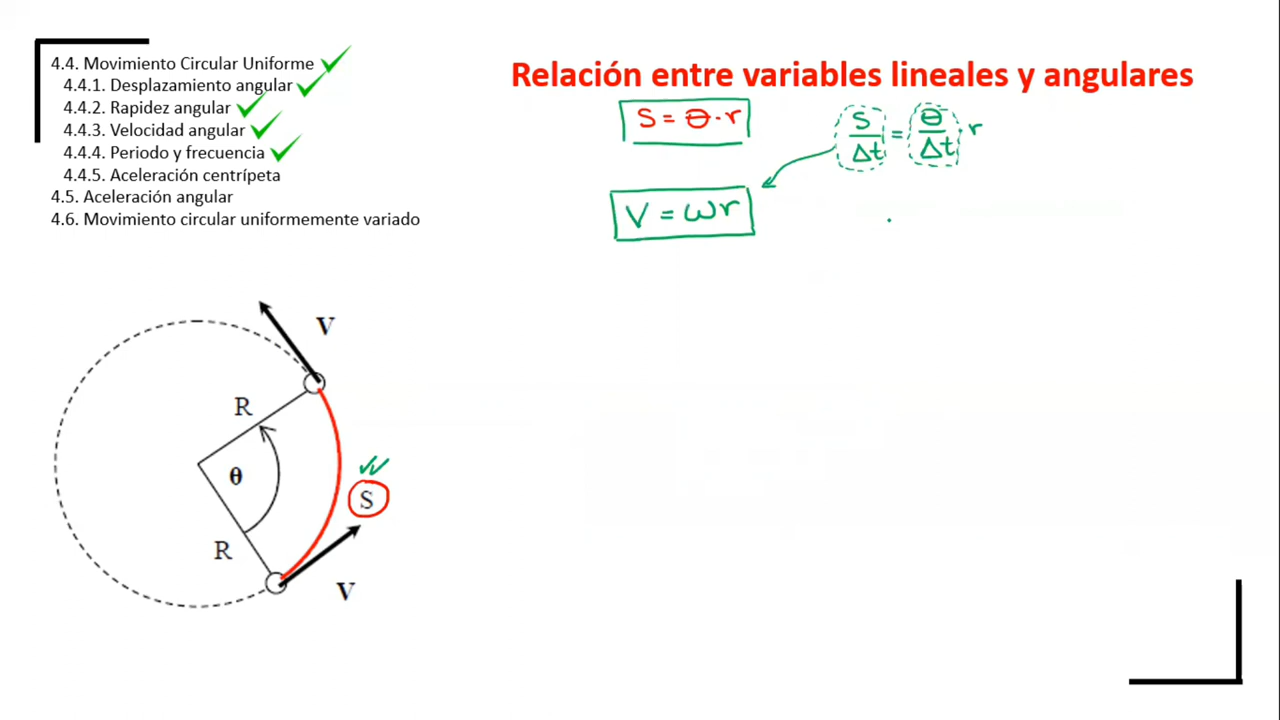 4.4. Movimiento Circular Uniforme
4.4.1. Desplazamiento angular
4.4.2. Rapidez angular
4.4.3. Velocidad angular
4.4.4. Periodo y frecuencia
4.4.5. Aceleración centrípeta
4.5. Aceleración angular
4.6. Movimiento circular uniformemente variado
Relación entre variables lineales y angulares
S = θ · r
S/Δt = θ/Δt · r
V = ωr
V
R
θ
S
R
V